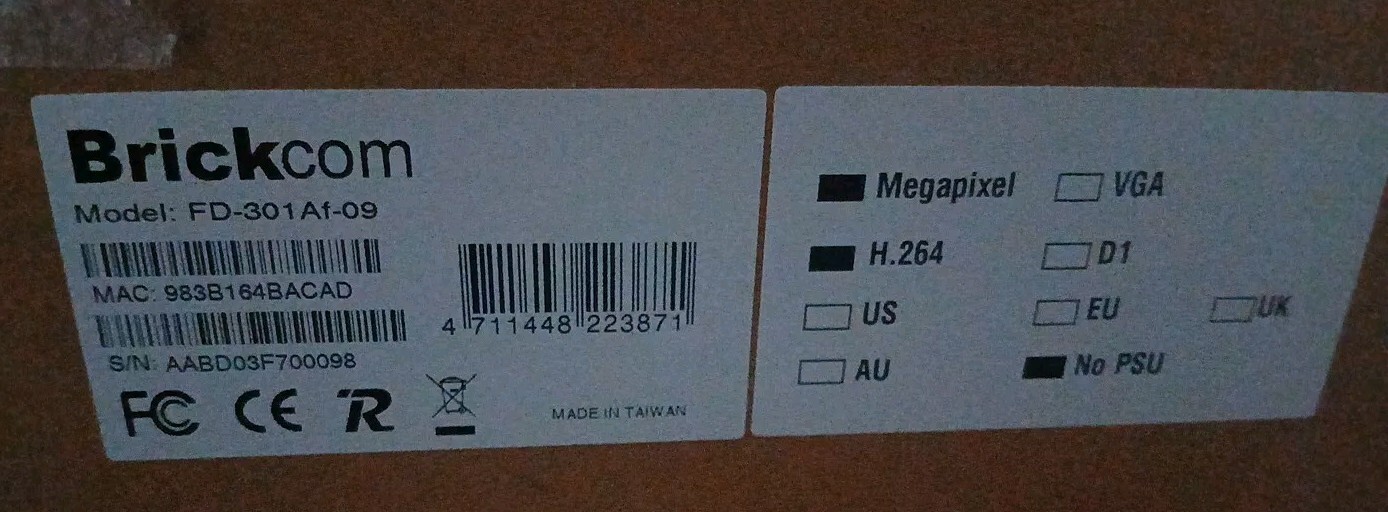 Brickcom
Model: FD-301Af-09
MAC: 983B164BACAD
S/N: AABD03F700098
4 711448 223871
FC CE R
MADE IN TAIWAN
Megapixel VGA
H.264 D1
US EU UK
AU No PSU